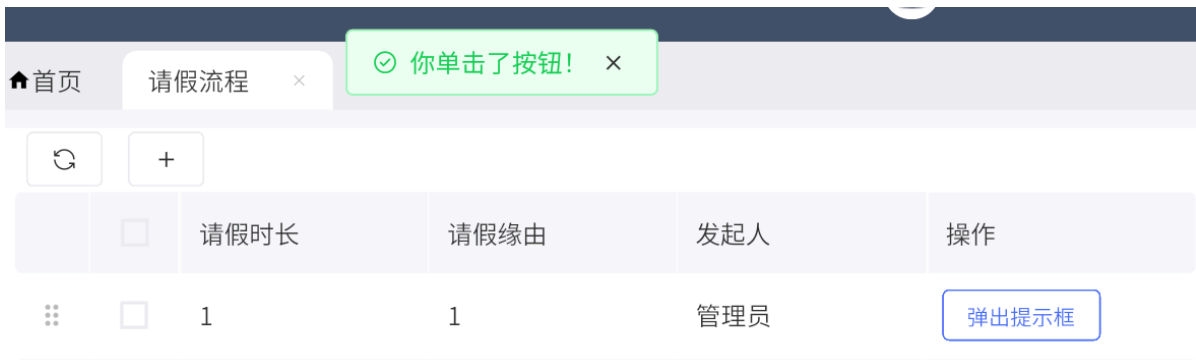 你单击了按钮!
首页 请假流程
请假时长 请假缘由 发起人 操作
1 1 管理员 弹出提示框